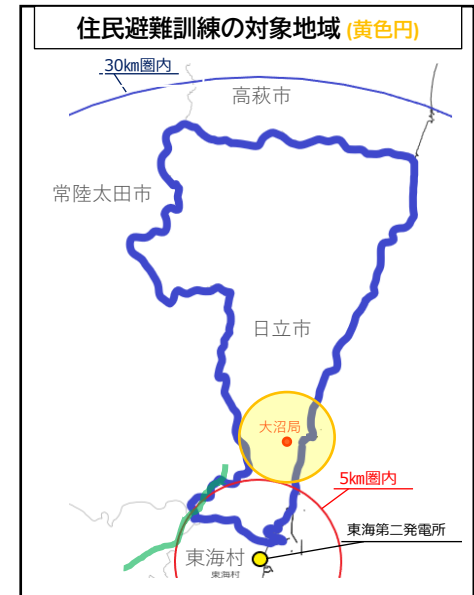 住民避難訓練の対象地域 (黄色円)
30km圏内
高萩市
常陸太田市
日立市
大沼局
5km圏内
東海第二発電所
東海村
東海村